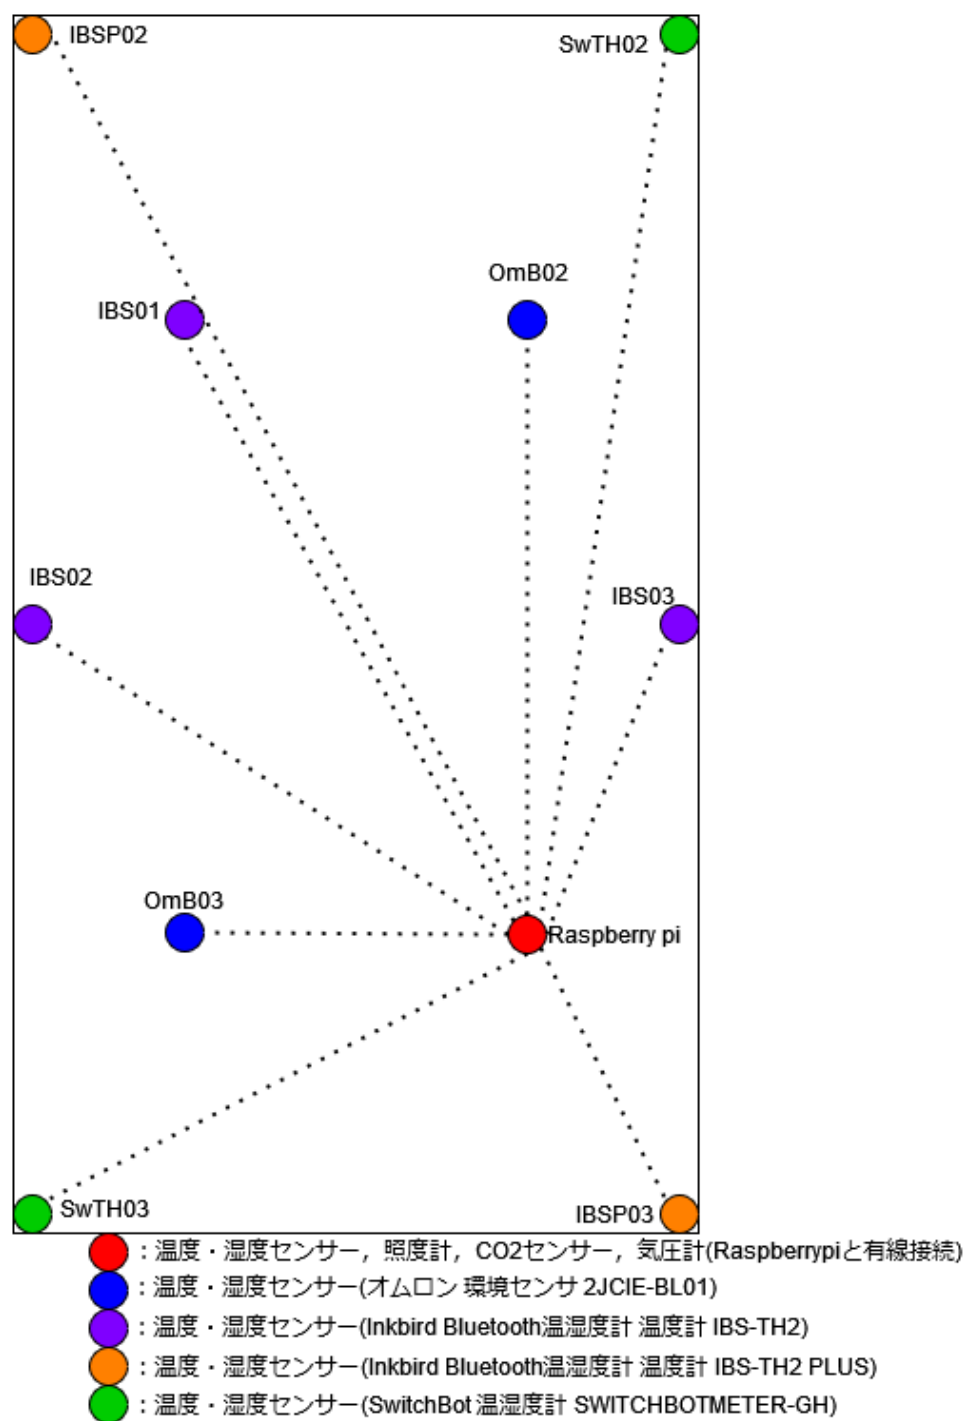 IBSP02
SwTH02
OmB02
IBS01
IBS02
IBS03
OmB03
Raspberry pi
SwTH03
IBSP03
：温度・湿度センサー，照度計，CO2センサー，気圧計(Raspberrypiと有線接続)
：温度・湿度センサー(オムロン 環境センサ 2JCIE-BL01)
：温度・湿度センサー(Inkbird Bluetooth温湿度計 温度計 IBS-TH2)
：温度・湿度センサー(Inkbird Bluetooth温湿度計 温度計 IBS-TH2 PLUS)
：温度・湿度センサー(SwitchBot 温湿度計 SWITCHBOTMETER-GH)